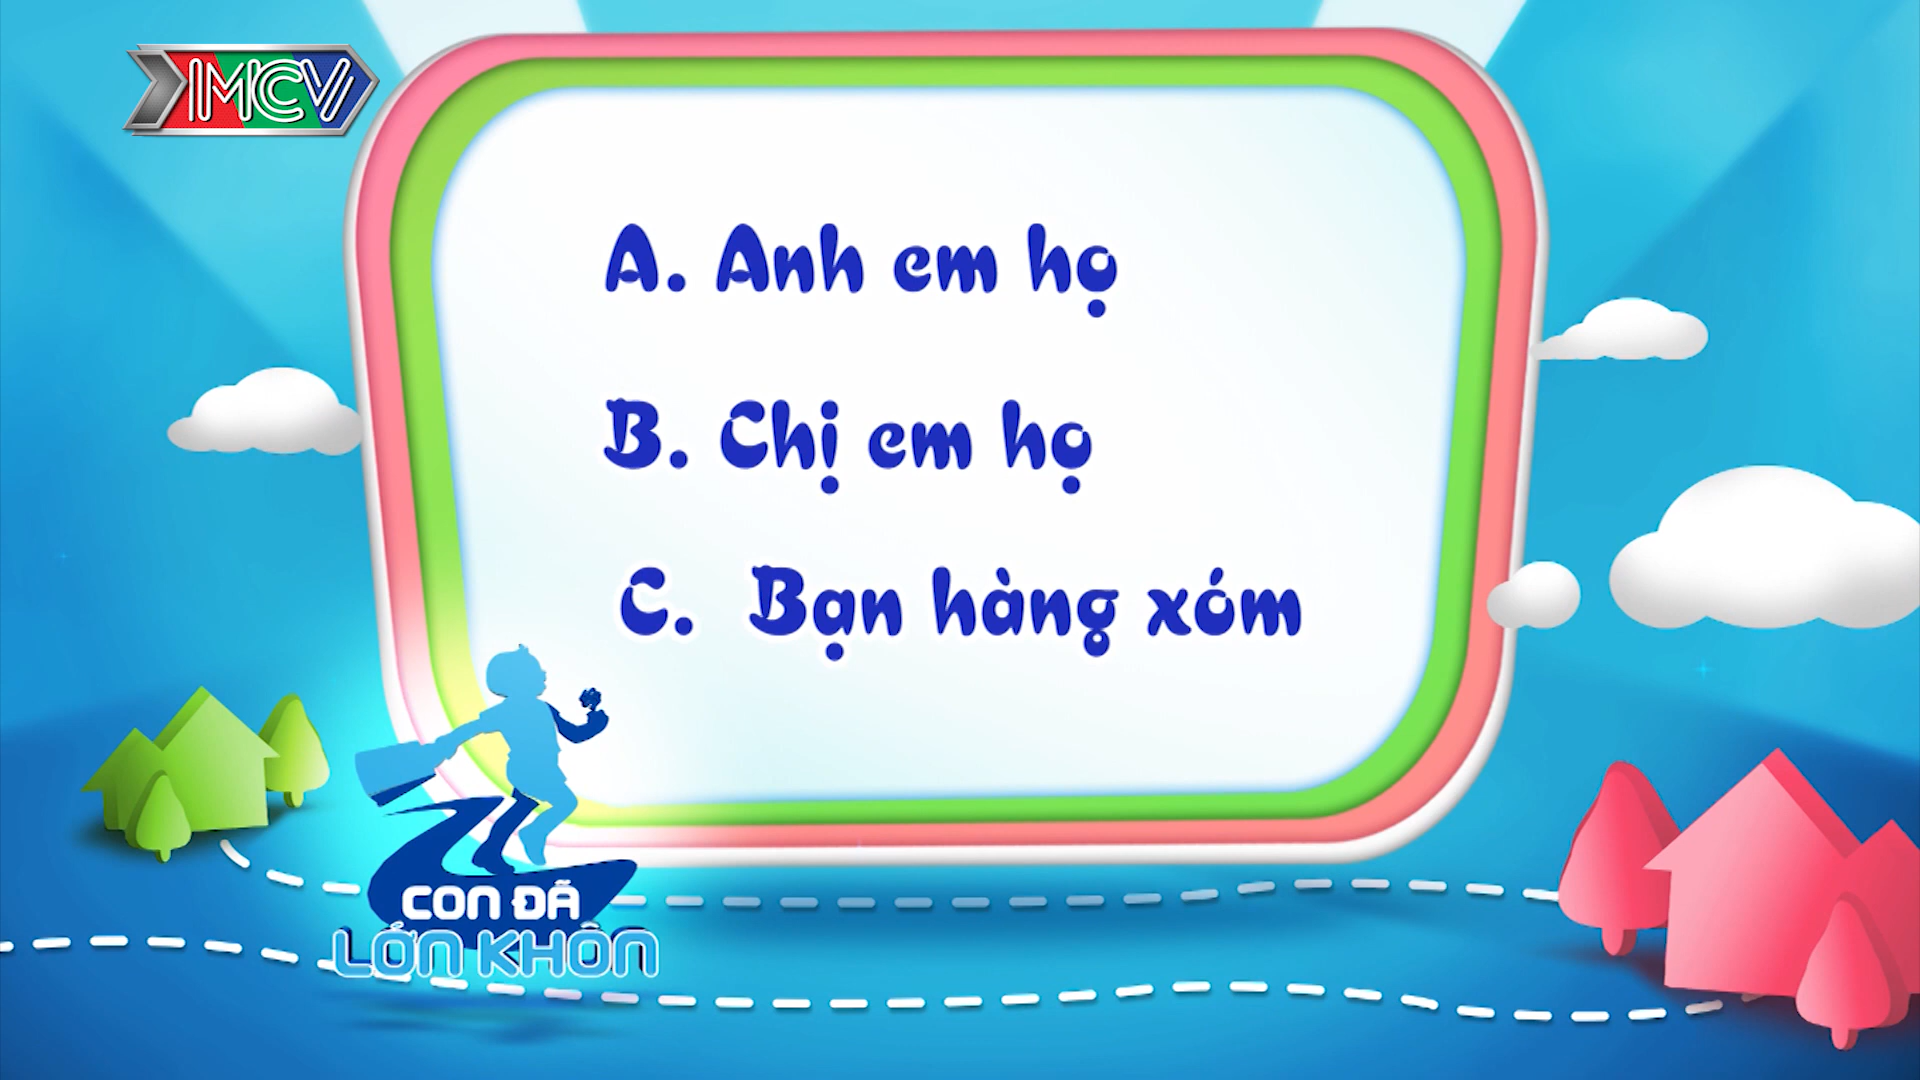 MCV
A. Anh em họ
B. Chị em họ
C. Bạn hàng xóm
CON ĐÃ
LỚN KHÔN